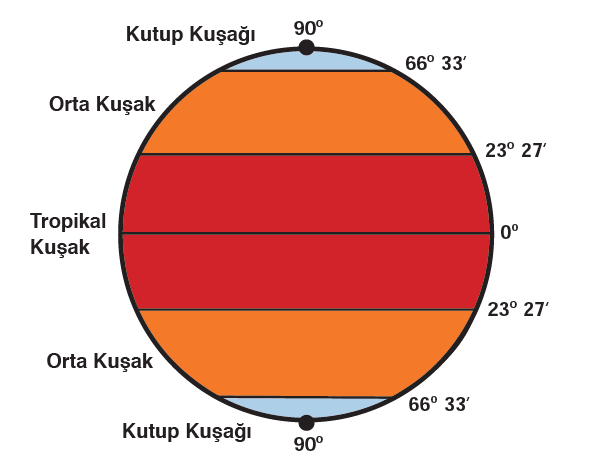 90º
Kutup Kuşağı
66º 33′
Orta Kuşak
23º 27′
Tropikal
Kuşak
0º
23º 27′
Orta Kuşak
66º 33′
Kutup Kuşağı
90º